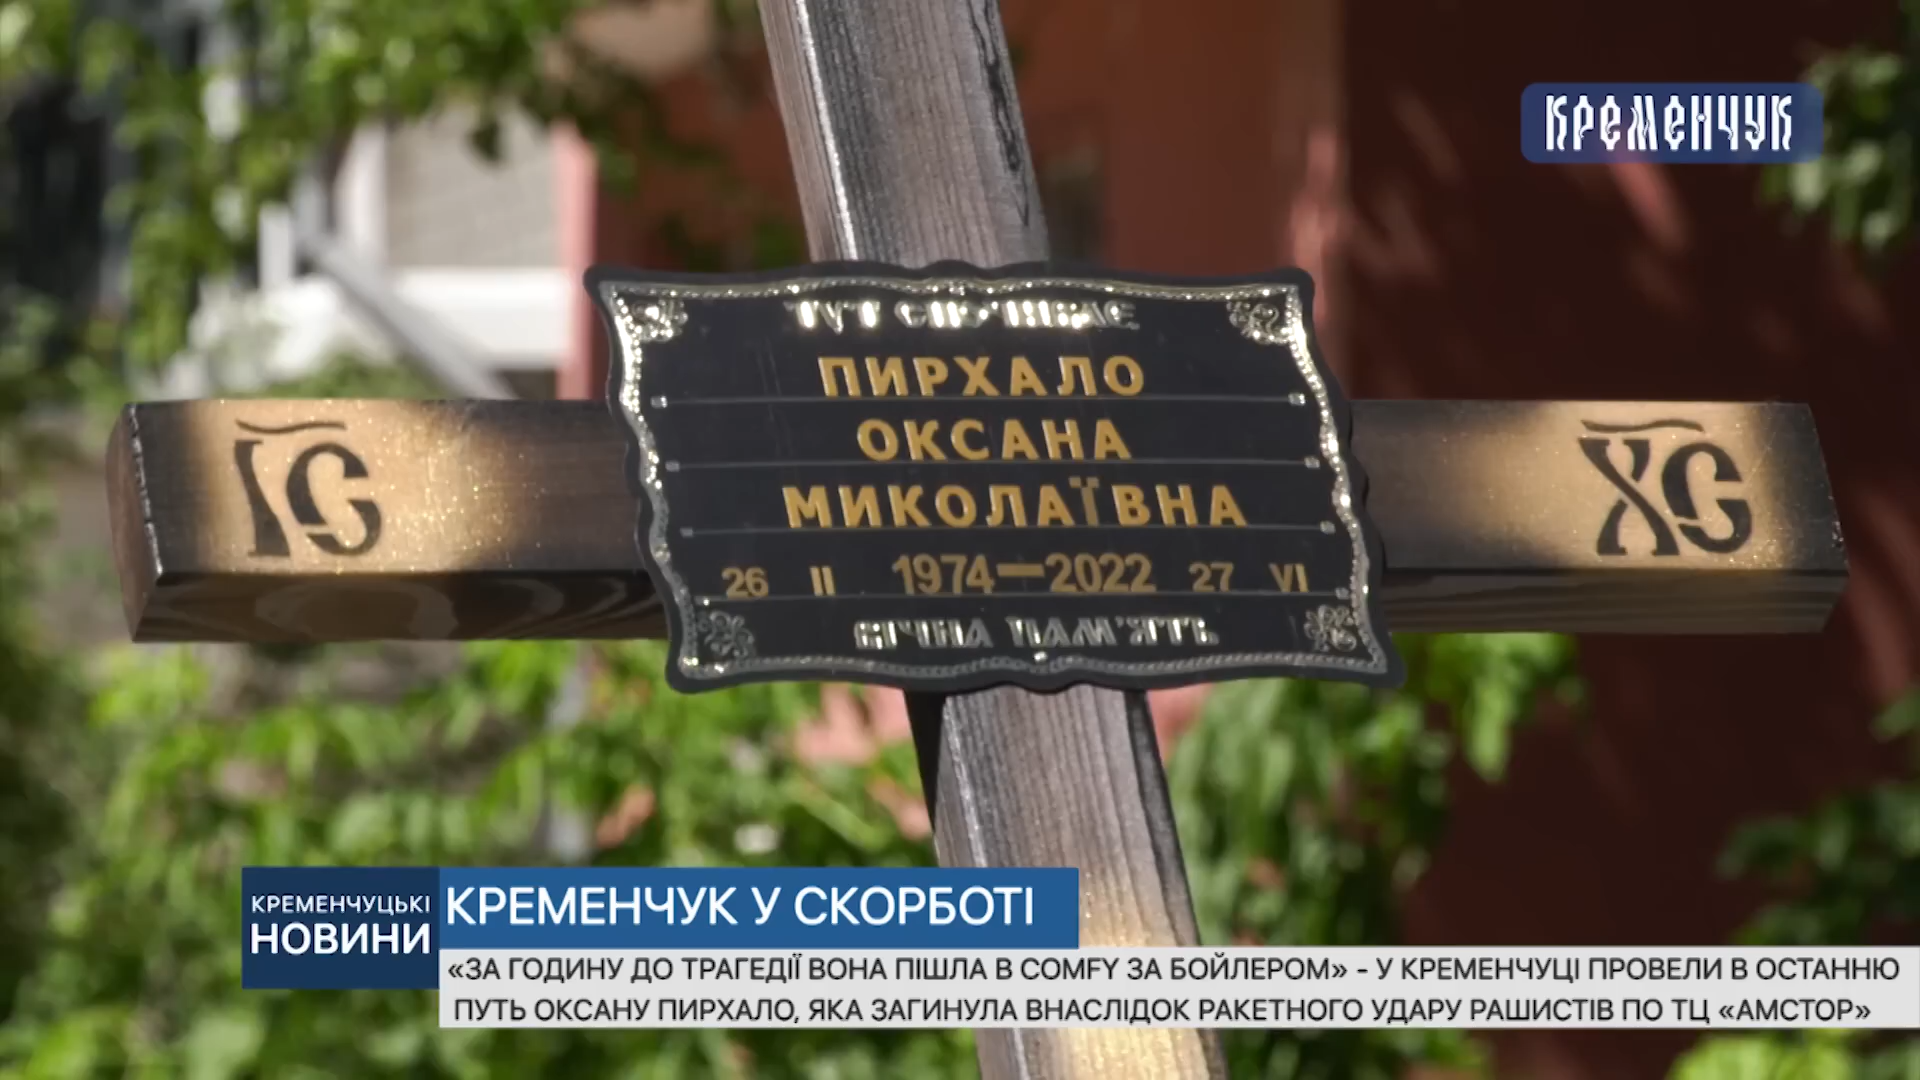 КРЕМЕНЧУК
ТУТ СПОЧИВАЄ
ПИРХАЛО
ОКСАНА
МИКОЛАЇВНА
26 II 1974—2022 27 VI
ВІЧНА ПАМ'ЯТЬ
ІС ХС
КРЕМЕНЧУЦЬКІ
НОВИНИ
КРЕМЕНЧУК У СКОРБОТІ
«ЗА ГОДИНУ ДО ТРАГЕДІЇ ВОНА ПІШЛА В COMFY ЗА БОЙЛЕРОМ» - У КРЕМЕНЧУЦІ ПРОВЕЛИ В ОСТАННЮ
ПУТЬ ОКСАНУ ПИРХАЛО, ЯКА ЗАГИНУЛА ВНАСЛІДОК РАКЕТНОГО УДАРУ РАШИСТІВ ПО ТЦ «АМСТОР»